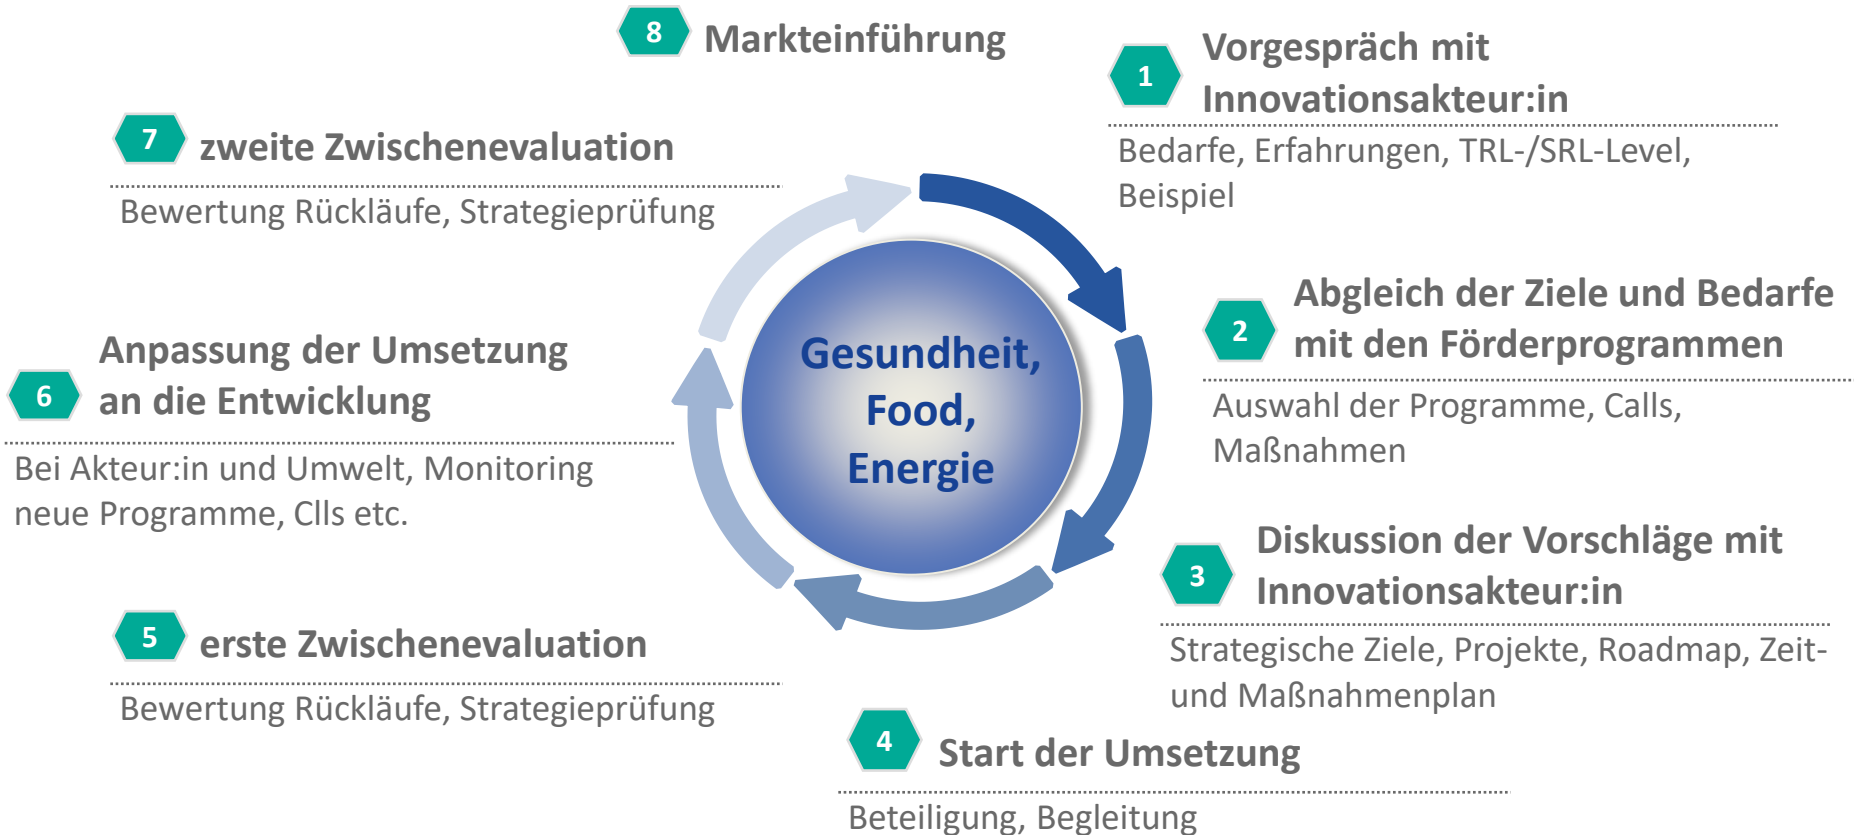 8
Markteinführung
1
Vorgespräch mit
Innovationsakteur:in
Bedarfe, Erfahrungen, TRL-/SRL-Level,
Beispiel
2
Abgleich der Ziele und Bedarfe
mit den Förderprogrammen
Auswahl der Programme, Calls,
Maßnahmen
3
Diskussion der Vorschläge mit
Innovationsakteur:in
Strategische Ziele, Projekte, Roadmap, Zeit-
und Maßnahmenplan
4
Start der Umsetzung
Beteiligung, Begleitung
5
erste Zwischenevaluation
Bewertung Rückläufe, Strategieprüfung
6
Anpassung der Umsetzung
an die Entwicklung
Bei Akteur:in und Umwelt, Monitoring
neue Programme, Clls etc.
7
zweite Zwischenevaluation
Bewertung Rückläufe, Strategieprüfung
Gesundheit,
Food,
Energie